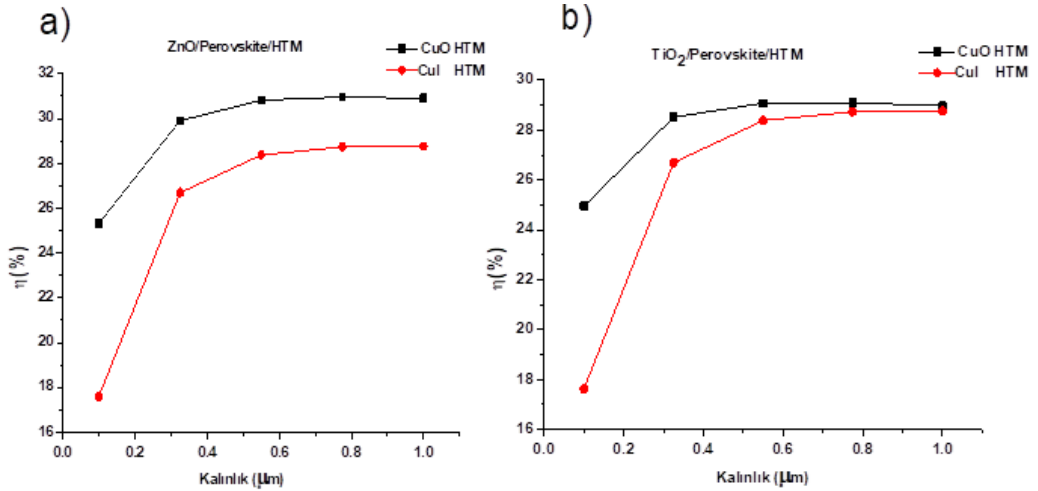 a)
ZnO/Perovskite/HTM
CuO HTM
CuI HTM
32
30
28
26
24
22
20
18
16
η(%)
0.0 0.2 0.4 0.6 0.8 1.0
Kalınlık (μm)
b)
TiO2/Perovskite/HTM
CuO HTM
CuI HTM
30
28
26
24
22
20
18
16
η(%)
0.0 0.2 0.4 0.6 0.8 1.0
Kalınlık (μm)